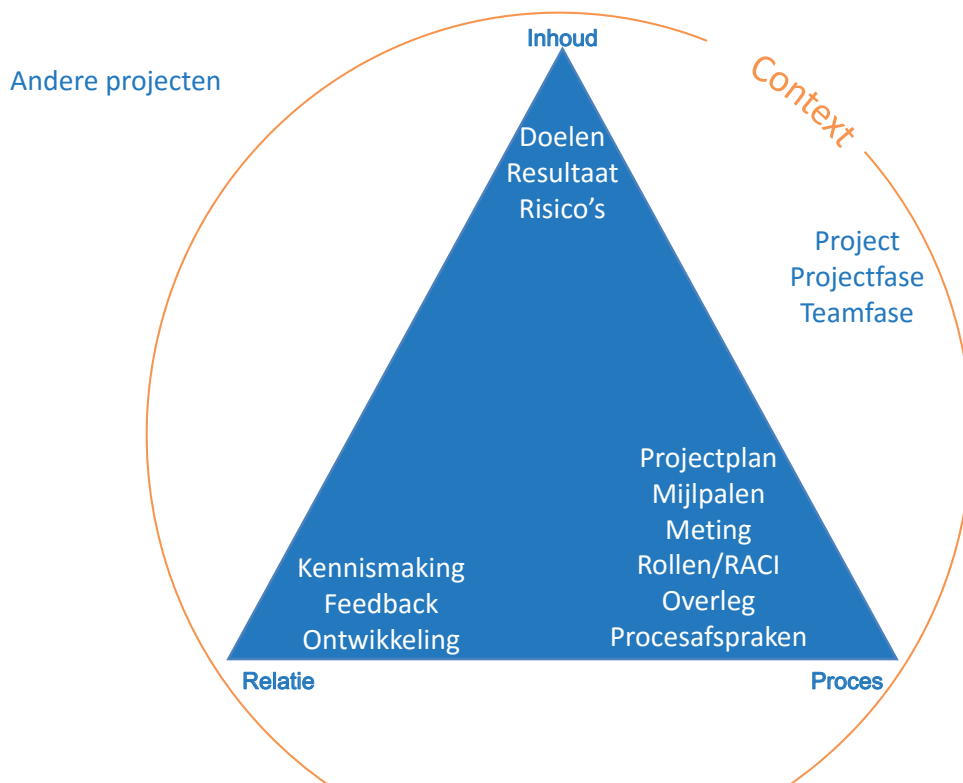 Inhoud
Andere projecten
Context
Doelen
Resultaat
Risico's
Project
Projectfase
Teamfase
Projectplan
Mijlpalen
Meting
Rollen/RACI
Overleg
Procesafspraken
Kennismaking
Feedback
Ontwikkeling
Relatie
Proces